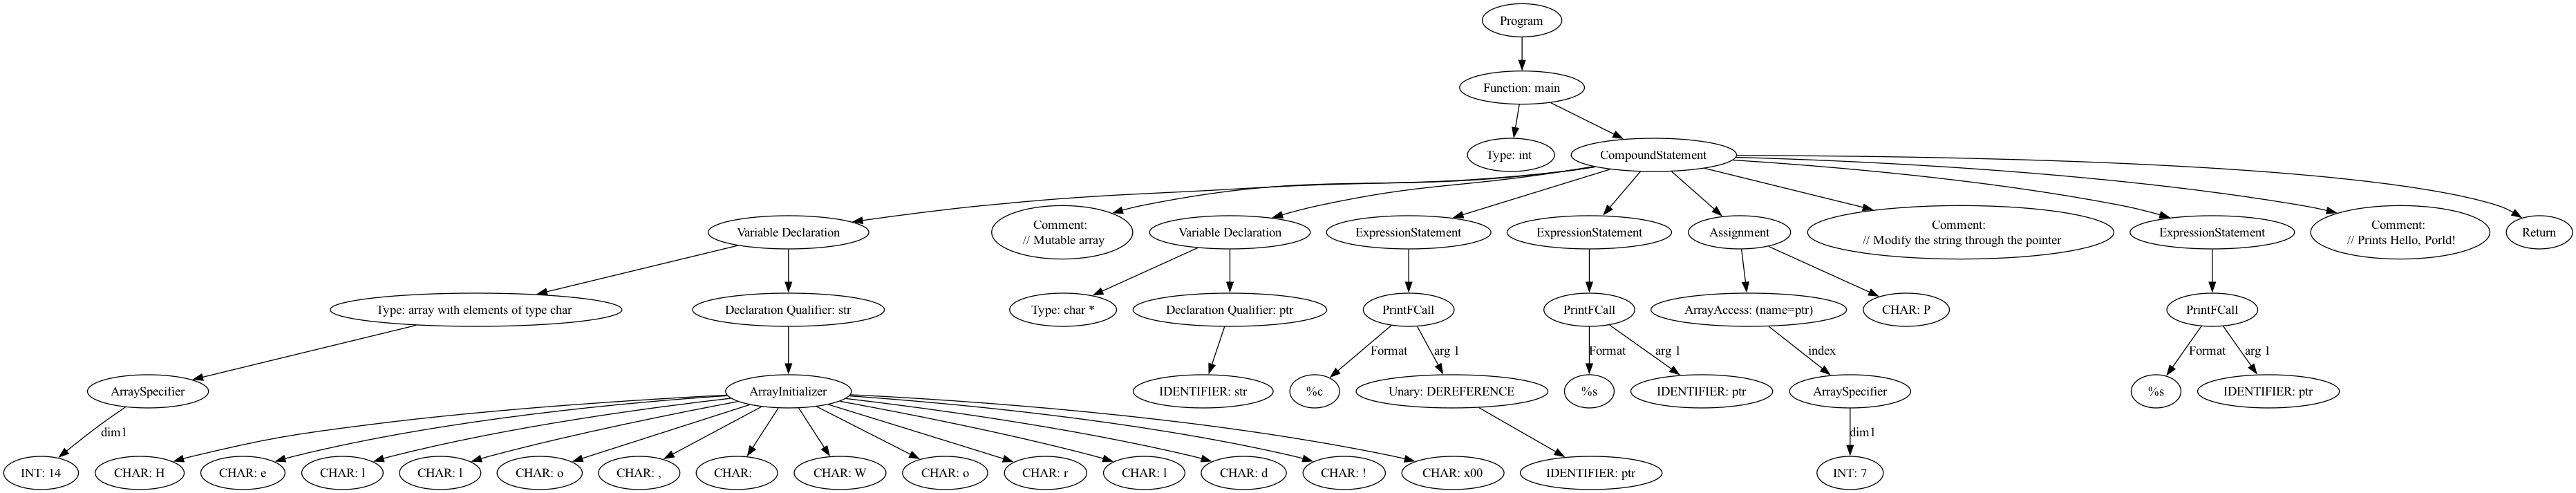 Program
Function: main
Type: int
CompoundStatement
Variable Declaration
Comment:
// Mutable array
Variable Declaration
ExpressionStatement
ExpressionStatement
Assignment
Comment:
// Modify the string through the pointer
ExpressionStatement
Comment:
// Prints Hello, Porld!
Return
Type: array with elements of type char
Declaration Qualifier: str
Type: char *
Declaration Qualifier: ptr
PrintFCall
PrintFCall
ArrayAccess: (name=ptr)
CHAR: P
PrintFCall
Format
arg 1
Format
arg 1
index
Format
arg 1
ArraySpecifier
ArrayInitializer
IDENTIFIER: str
%c
Unary: DEREFERENCE
%s
IDENTIFIER: ptr
ArraySpecifier
%s
IDENTIFIER: ptr
dim1
dim1
INT: 14
CHAR: H
CHAR: e
CHAR: l
CHAR: l
CHAR: o
CHAR: ,
CHAR:
CHAR: W
CHAR: o
CHAR: r
CHAR: l
CHAR: d
CHAR: !
CHAR: x00
IDENTIFIER: ptr
INT: 7